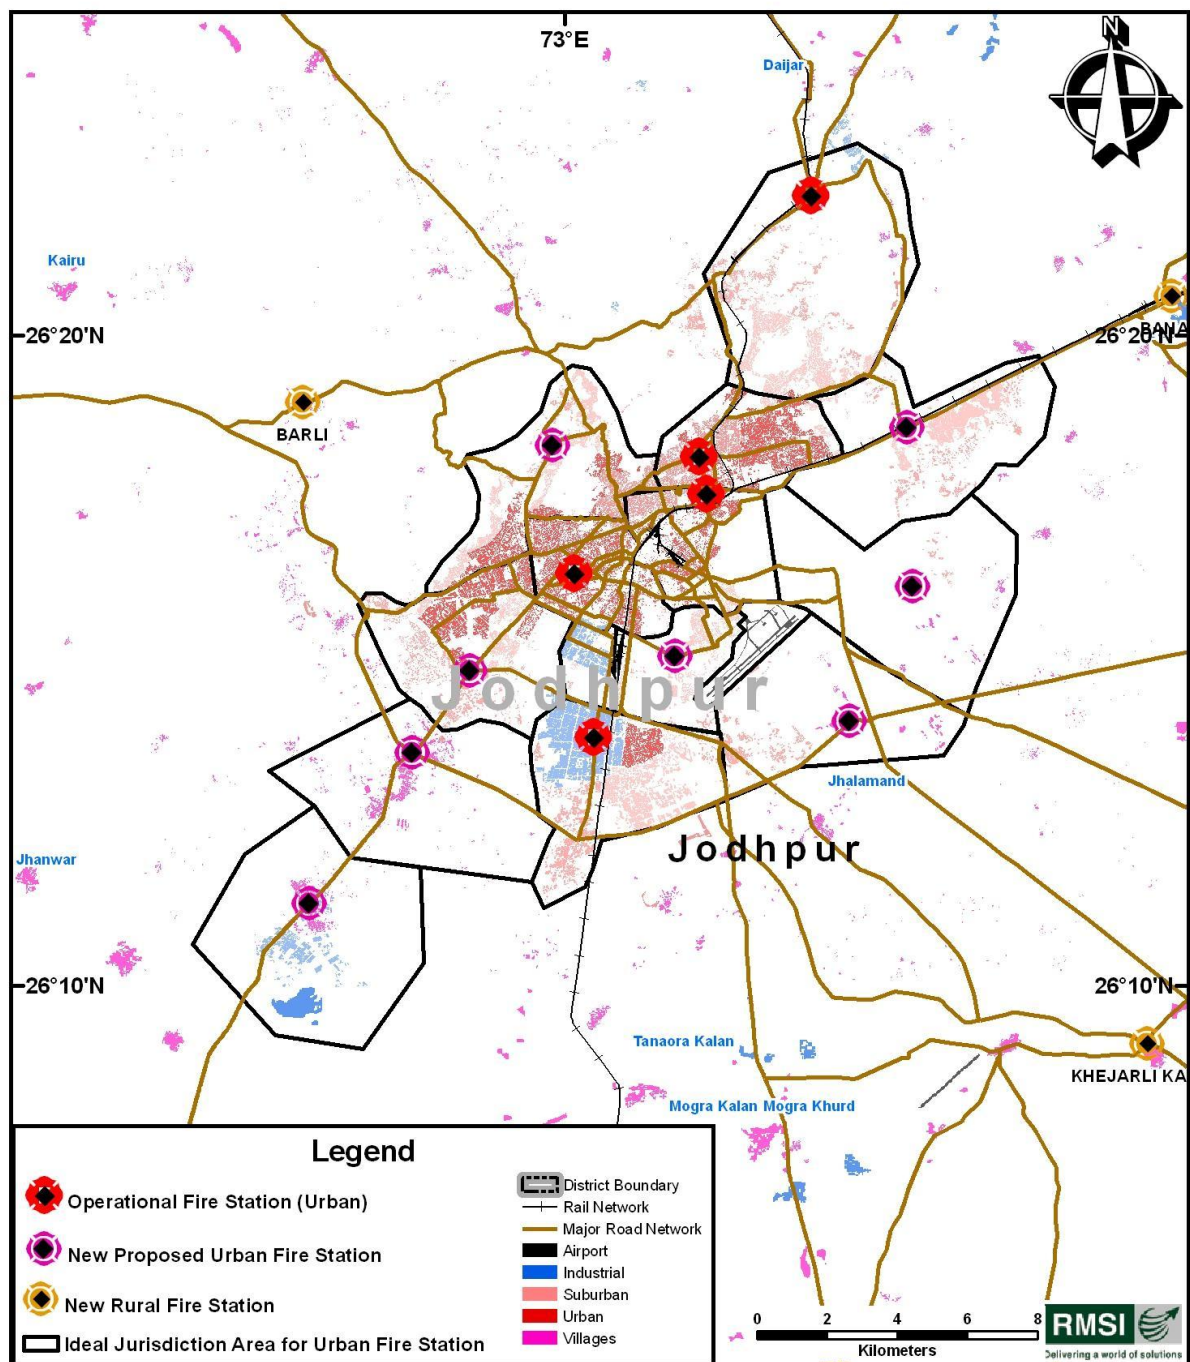 73°E
N
Daijar
Kairu
26°20'N
26°20'N
BARLI
Jodhpur
Jhalamand
Jodhpur
Jhanwar
26°10'N
26°10'N
Tanaora Kalan
KHEJARLI KA
Mogra Kalan Mogra Khurd
Legend
Operational Fire Station (Urban)
New Proposed Urban Fire Station
New Rural Fire Station
Ideal Jurisdiction Area for Urban Fire Station
District Boundary
Rail Network
Major Road Network
Airport
Industrial
Suburban
Urban
Villages
0 2 4 6 8
Kilometers
RMSI
Delivering a world of solutions